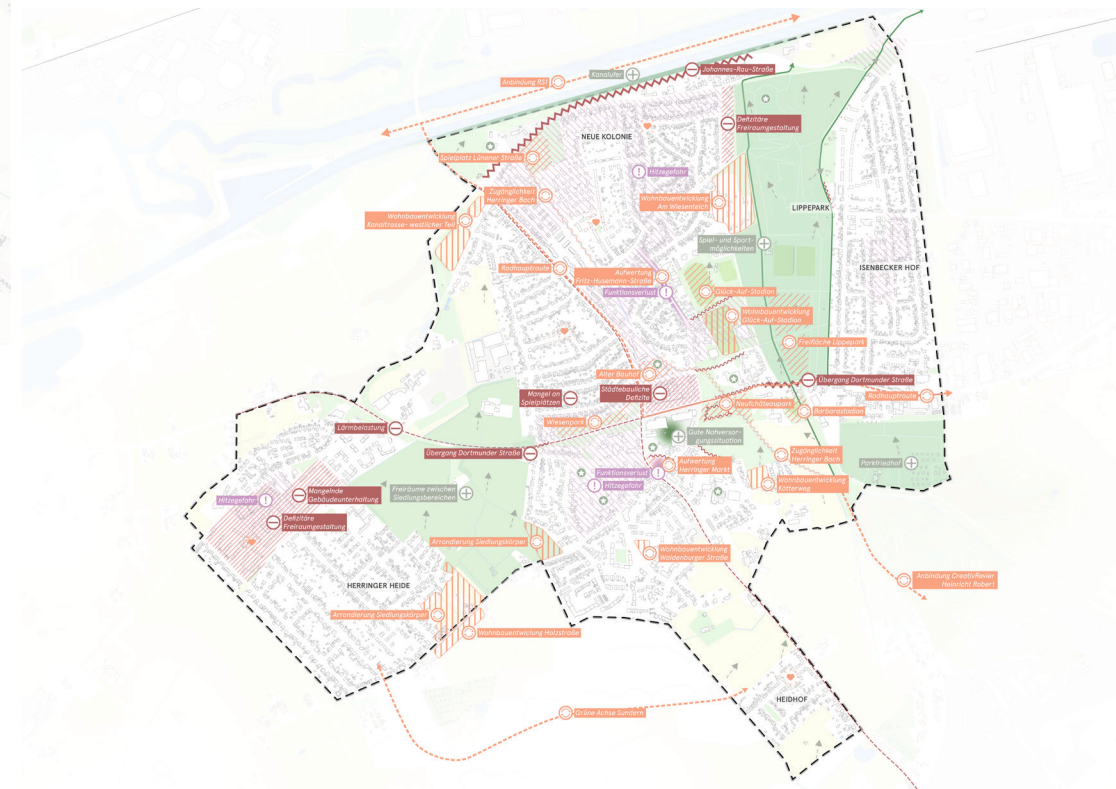 Anbindung RS1
Kanalufer
Johannes-Rau-Straße
Defizitäre
Freiraumgestaltung
NEUE KOLONIE
Spielplatz Lünener Straße
Hitzegefahr
Zugänglichkeit
Herringer Bach
Wohnbauentwicklung
Am Wiesenteich
LIPPEPARK
Wohnbauentwicklung
Kanaltrasse- westlicher Teil
Spiel- und Sport-
möglichkeiten
Radhauptroute
Aufwertung
Fritz-Husemann-Straße
ISENBECKER HOF
Funktionsverlust
Glück-Auf-Stadion
Wohnbauentwicklung
Glück-Auf-Stadion
Freifläche Lippepark
Alter Bauhof
Übergang Dortmunder Straße
Mangel an
Spielplätzen
Städtebauliche
Defizite
Radhauptroute
Neufchâteaupark
Barbarastadion
Wiesenpark
Lärmbelastung
Gute Nahversor-
gungssituation
Übergang Dortmunder Straße
Zugänglichkeit
Herringer Bach
Parkfriedhof
Aufwertung
Herringer Markt
Funktionsverlust
Hitzegefahr
Wohnbauentwicklung
Kötterweg
Mangelnde
Gebäudeunterhaltung
Freiräume zwischen
Siedlungsbereichen
Hitzegefahr
Defizitäre
Freiraumgestaltung
Arrondierung Siedlungskörper
Wohnbauentwicklung
Waldenburger Straße
Anbindung CreativRevier
Heinricht Robert
HERRINGER HEIDE
Arrondierung Siedlungskörper
Wohnbauentwicklung Holzstraße
HEIDHOF
Grüne Achse Sundern